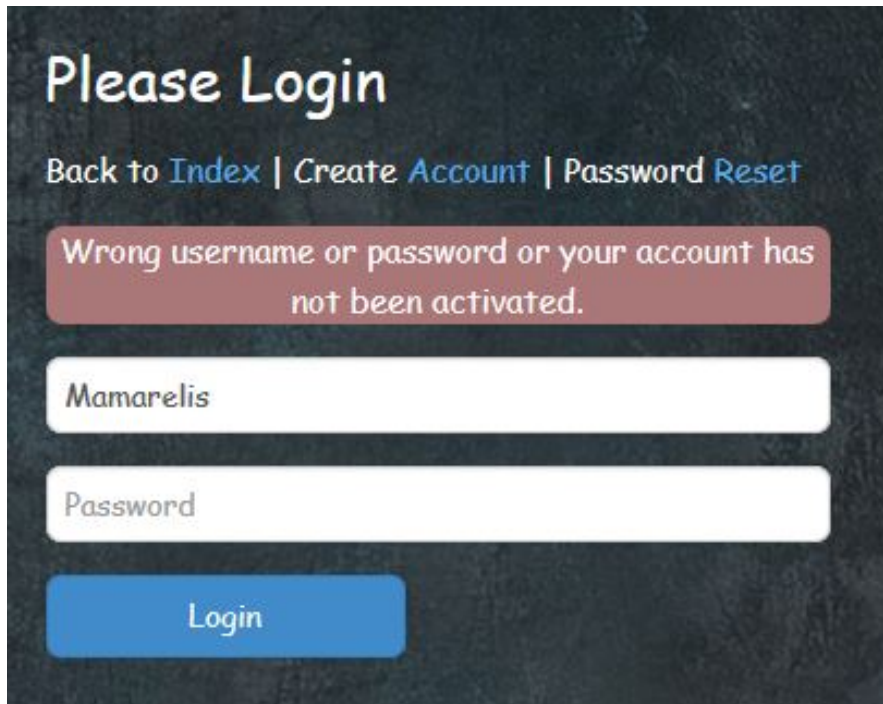 Please Login
Back to Index | Create Account | Password Reset
Wrong username or password or your account has
not been activated.
Mamarelis
Password
Login